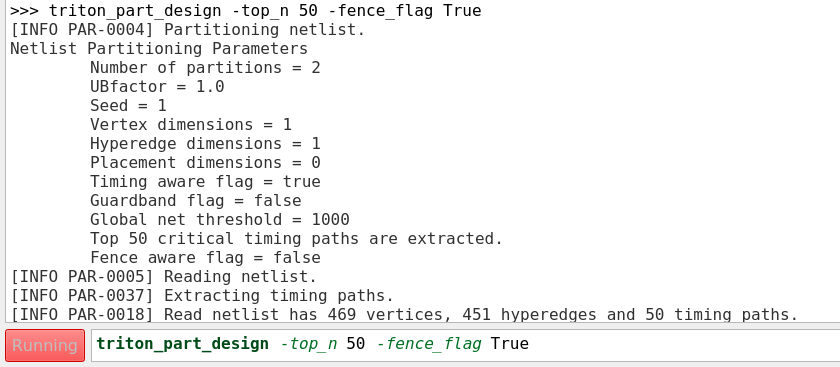 >>> triton_part_design -top_n 50 -fence_flag True
[INFO PAR-0004] Partitioning netlist.
Netlist Partitioning Parameters
Number of partitions = 2
UBfactor = 1.0
Seed = 1
Vertex dimensions = 1
Hyperedge dimensions = 1
Placement dimensions = 0
Timing aware flag = true
Guardband flag = false
Global net threshold = 1000
Top 50 critical timing paths are extracted.
Fence aware flag = false
[INFO PAR-0005] Reading netlist.
[INFO PAR-0037] Extracting timing paths.
[INFO PAR-0018] Read netlist has 469 vertices, 451 hyperedges and 50 timing paths.
Running triton_part_design -top_n 50 -fence_flag True